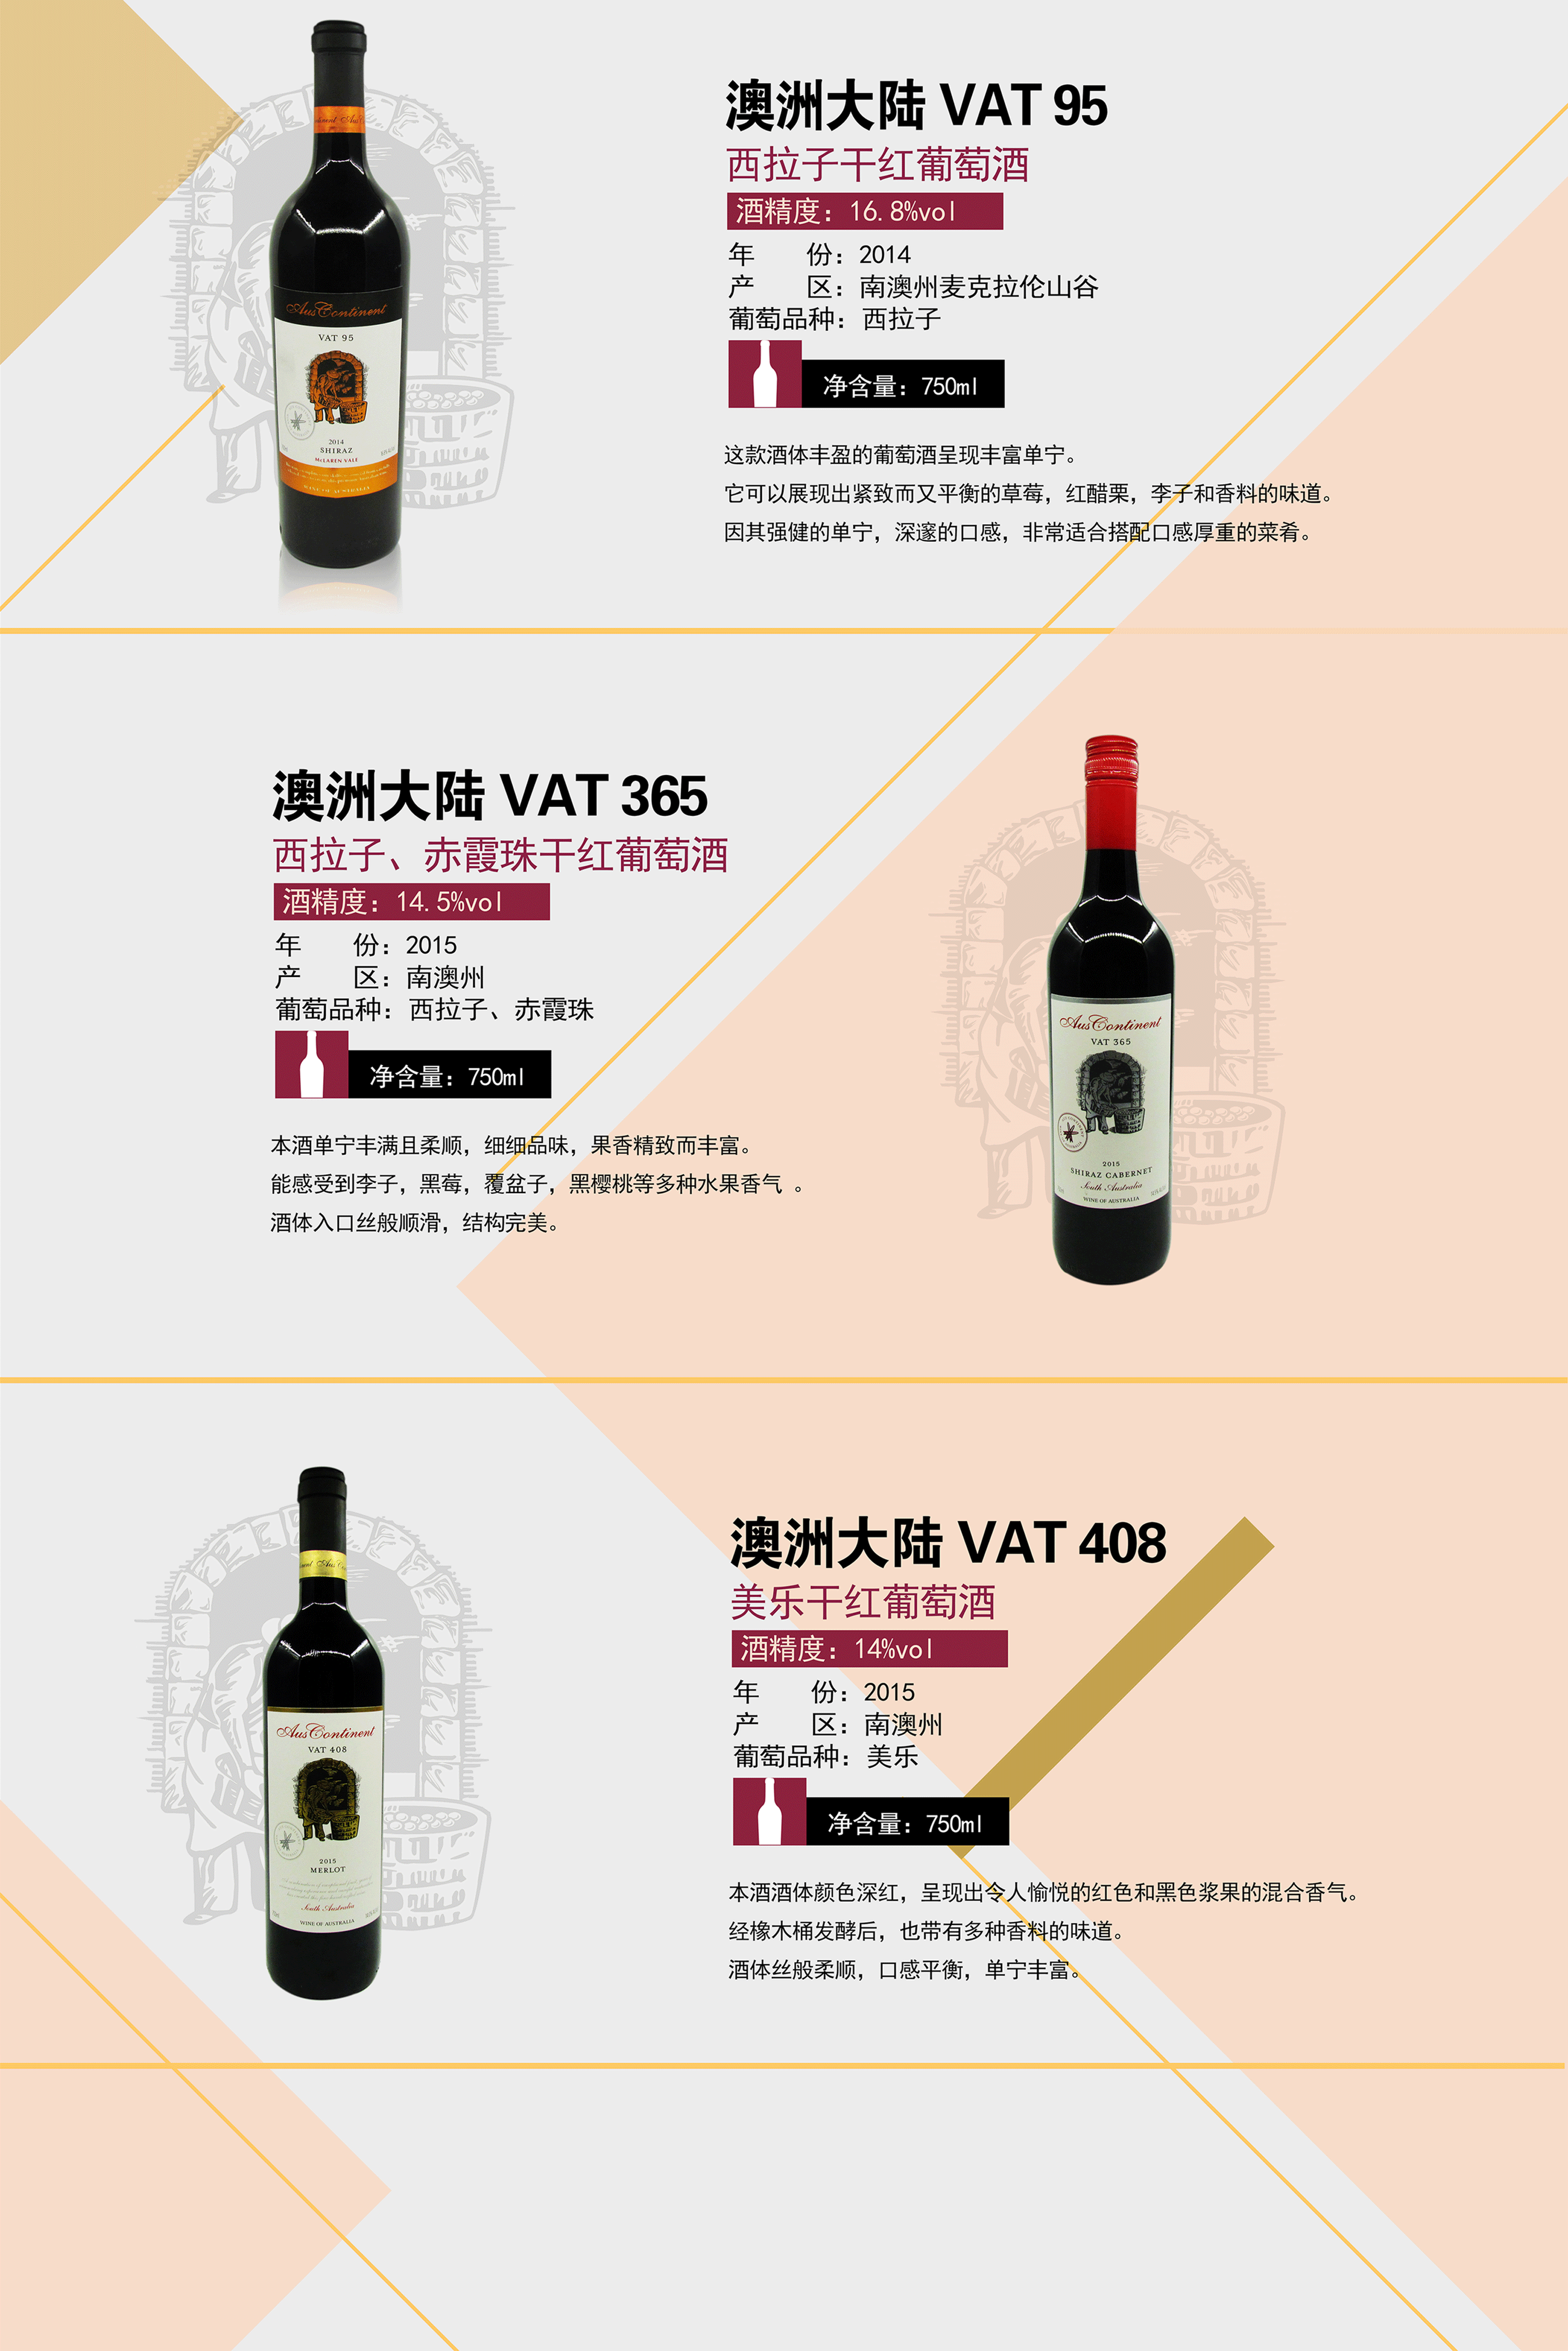 澳洲大陆 VAT 95
西拉子干红葡萄酒
酒精度：16.8%vol
年 份：2014
产 区：南澳州麦克拉伦山谷
葡萄品种：西拉子
净含量：750ml
这款酒体丰盈的葡萄酒呈现丰富单宁。
它可以展现出紧致而又平衡的草莓，红醋栗，李子和香料的味道。
因其强健的单宁，深邃的口感，非常适合搭配口感厚重的菜肴。
AusContinent
VAT 95
2014
SHIRAZ
McLAREN VALE
WINE OF AUSTRALIA
澳洲大陆 VAT 365
西拉子、赤霞珠干红葡萄酒
酒精度：14.5%vol
年 份：2015
产 区：南澳州
葡萄品种：西拉子、赤霞珠
净含量：750ml
本酒单宁丰满且柔顺，细细品味，果香精致而丰富。
能感受到李子，黑莓，覆盆子，黑樱桃等多种水果香气 。
酒体入口丝般顺滑，结构完美。
AusContinent
VAT 365
2015
SHIRAZ CABERNET
South Australia
WINE OF AUSTRALIA
澳洲大陆 VAT 408
美乐干红葡萄酒
酒精度：14%vol
年 份：2015
产 区：南澳州
葡萄品种：美乐
净含量：750ml
本酒酒体颜色深红，呈现出令人愉悦的红色和黑色浆果的混合香气。
经橡木桶发酵后，也带有多种香料的味道。
酒体丝般柔顺，口感平衡，单宁丰富。
AusContinent
VAT 408
2015
MERLOT
South Australia
WINE OF AUSTRALIA